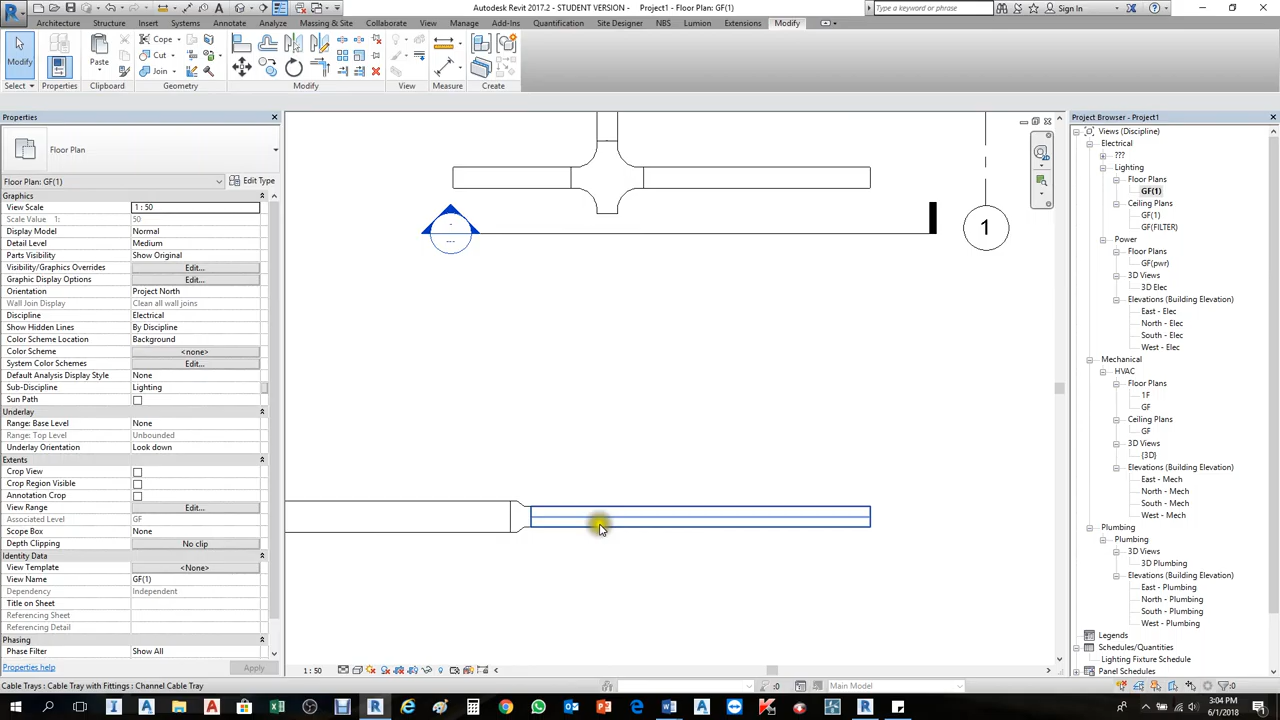 Autodesk Revit 2017.2 - STUDENT VERSION - Project1 - Floor Plan: GF(1)
Type a keyword or phrase
Sign In
Architecture Structure Insert Systems Annotate Analyze Massing & Site Collaborate View Manage Add-Ins Quantification Site Designer NBS Lumion Extensions Modify
Modify
Paste
Cope
Cut
Join
Select Properties Clipboard Geometry Modify View Measure Create
Properties
Floor Plan
Floor Plan: GF(1)
Edit Type
Graphics
View Scale 1 : 50
Scale Value 1: 50
Display Model Normal
Detail Level Medium
Parts Visibility Show Original
Visibility/Graphics Overrides Edit...
Graphic Display Options Edit...
Orientation Project North
Wall Join Display Clean all wall joins
Discipline Electrical
Show Hidden Lines By Discipline
Color Scheme Location Background
Color Scheme <none>
System Color Schemes Edit...
Default Analysis Display Style None
Sub-Discipline Lighting
Sun Path
Underlay
Range: Base Level None
Range: Top Level Unbounded
Underlay Orientation Look down
Extents
Crop View
Crop Region Visible
Annotation Crop
View Range Edit...
Associated Level GF
Scope Box None
Depth Clipping No clip
Identity Data
View Template <None>
View Name GF(1)
Dependency Independent
Title on Sheet
Referencing Sheet
Referencing Detail
Phasing
Phase Filter Show All
Properties help
Apply
1
1 : 50
Project Browser - Project1
Views (Discipline)
Electrical
???
Lighting
Floor Plans
GF(1)
Ceiling Plans
GF(1)
GF(FILTER)
Power
Floor Plans
GF(pwr)
3D Views
3D Elec
Elevations (Building Elevation)
East - Elec
North - Elec
South - Elec
West - Elec
Mechanical
HVAC
Floor Plans
1F
GF
Ceiling Plans
GF
3D Views
{3D}
Elevations (Building Elevation)
East - Mech
North - Mech
South - Mech
West - Mech
Plumbing
Plumbing
3D Views
3D Plumbing
Elevations (Building Elevation)
East - Plumbing
North - Plumbing
South - Plumbing
West - Plumbing
Legends
Schedules/Quantities
Lighting Fixture Schedule
Panel Schedules
Cable Trays : Cable Tray with Fittings : Channel Cable Tray
:0
Main Model
:0
3:04 PM
6/1/2018